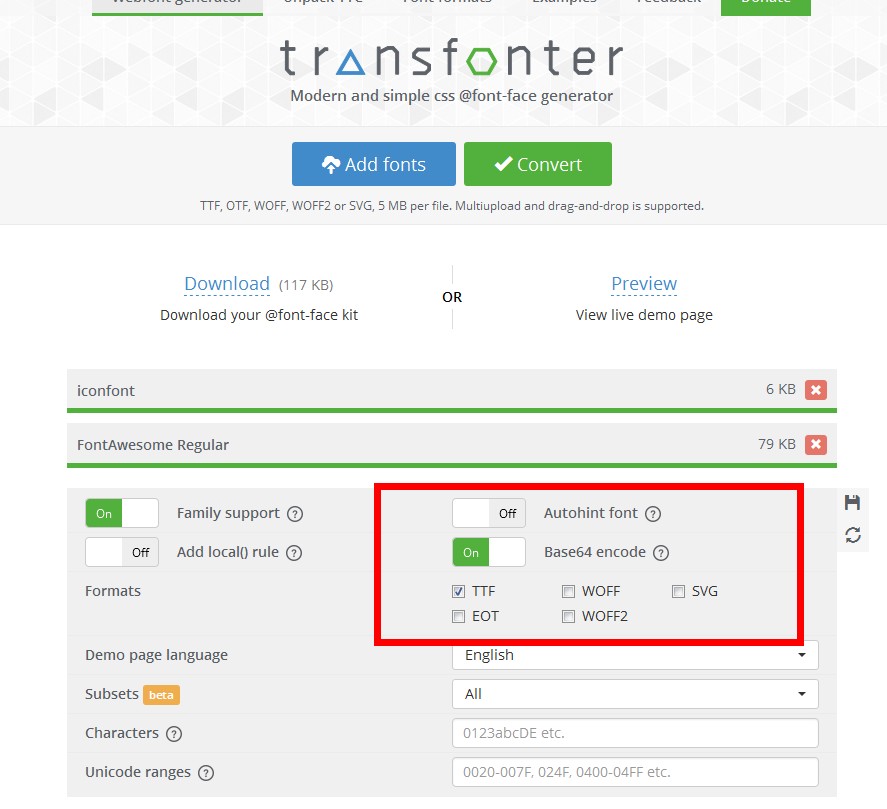 Webfont generator Unpack TTC Font formats Examples Feedback Donate
transfonter
Modern and simple css @font-face generator
Add fonts Convert
TTF, OTF, WOFF, WOFF2 or SVG, 5 MB per file. Multiupload and drag-and-drop is supported.
Download (117 KB) OR Preview
Download your @font-face kit View live demo page
iconfont 6 KB
FontAwesome Regular 79 KB
On Family support ? Off Autohint font ?
Off Add local() rule ? On Base64 encode ?
Formats TTF WOFF SVG
EOT WOFF2
Demo page language English
Subsets beta All
Characters ? 0123abcDE etc.
Unicode ranges ? 0020-007F, 024F, 0400-04FF etc.